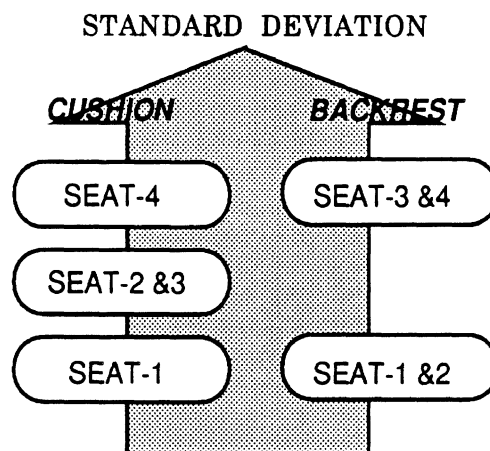 STANDARD DEVIATION
CUSHION BACKREST
SEAT-4 SEAT-3 &4
SEAT-2 &3
SEAT-1 SEAT-1 &2